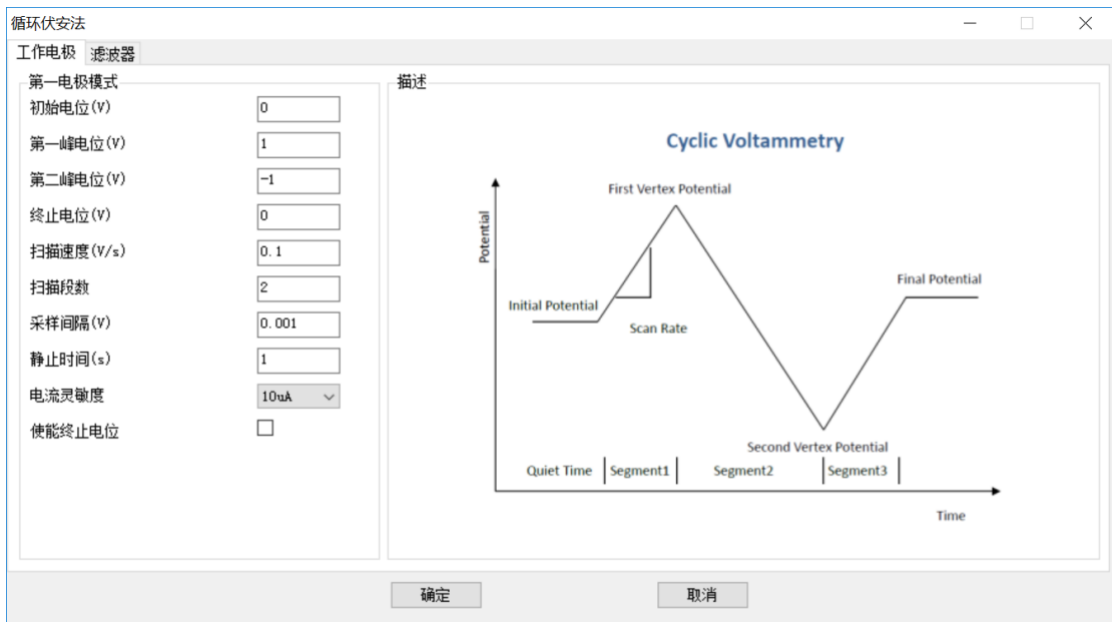 循环伏安法
工作电极 滤波器
第一电极模式
初始电位(V) 0
第一峰电位(V) 1
第二峰电位(V) -1
终止电位(V) 0
扫描速度(V/s) 0.1
扫描段数 2
采样间隔(V) 0.001
静止时间(s) 1
电流灵敏度 10uA
使能终止电位
描述
Cyclic Voltammetry
First Vertex Potential
Potential
Final Potential
Initial Potential
Scan Rate
Second Vertex Potential
Quiet Time Segment1 Segment2 Segment3
Time
确定 取消